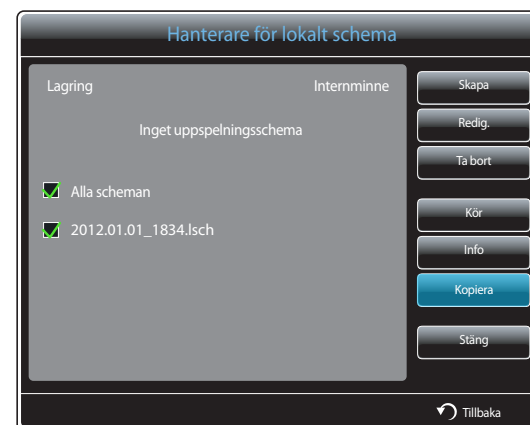 Hanterare för lokalt schema
Lagring Internminne
Inget uppspelningsschema
Alla scheman
2012.01.01_1834.lsch
Skapa
Redig.
Ta bort
Kör
Info
Kopiera
Stäng
Tillbaka